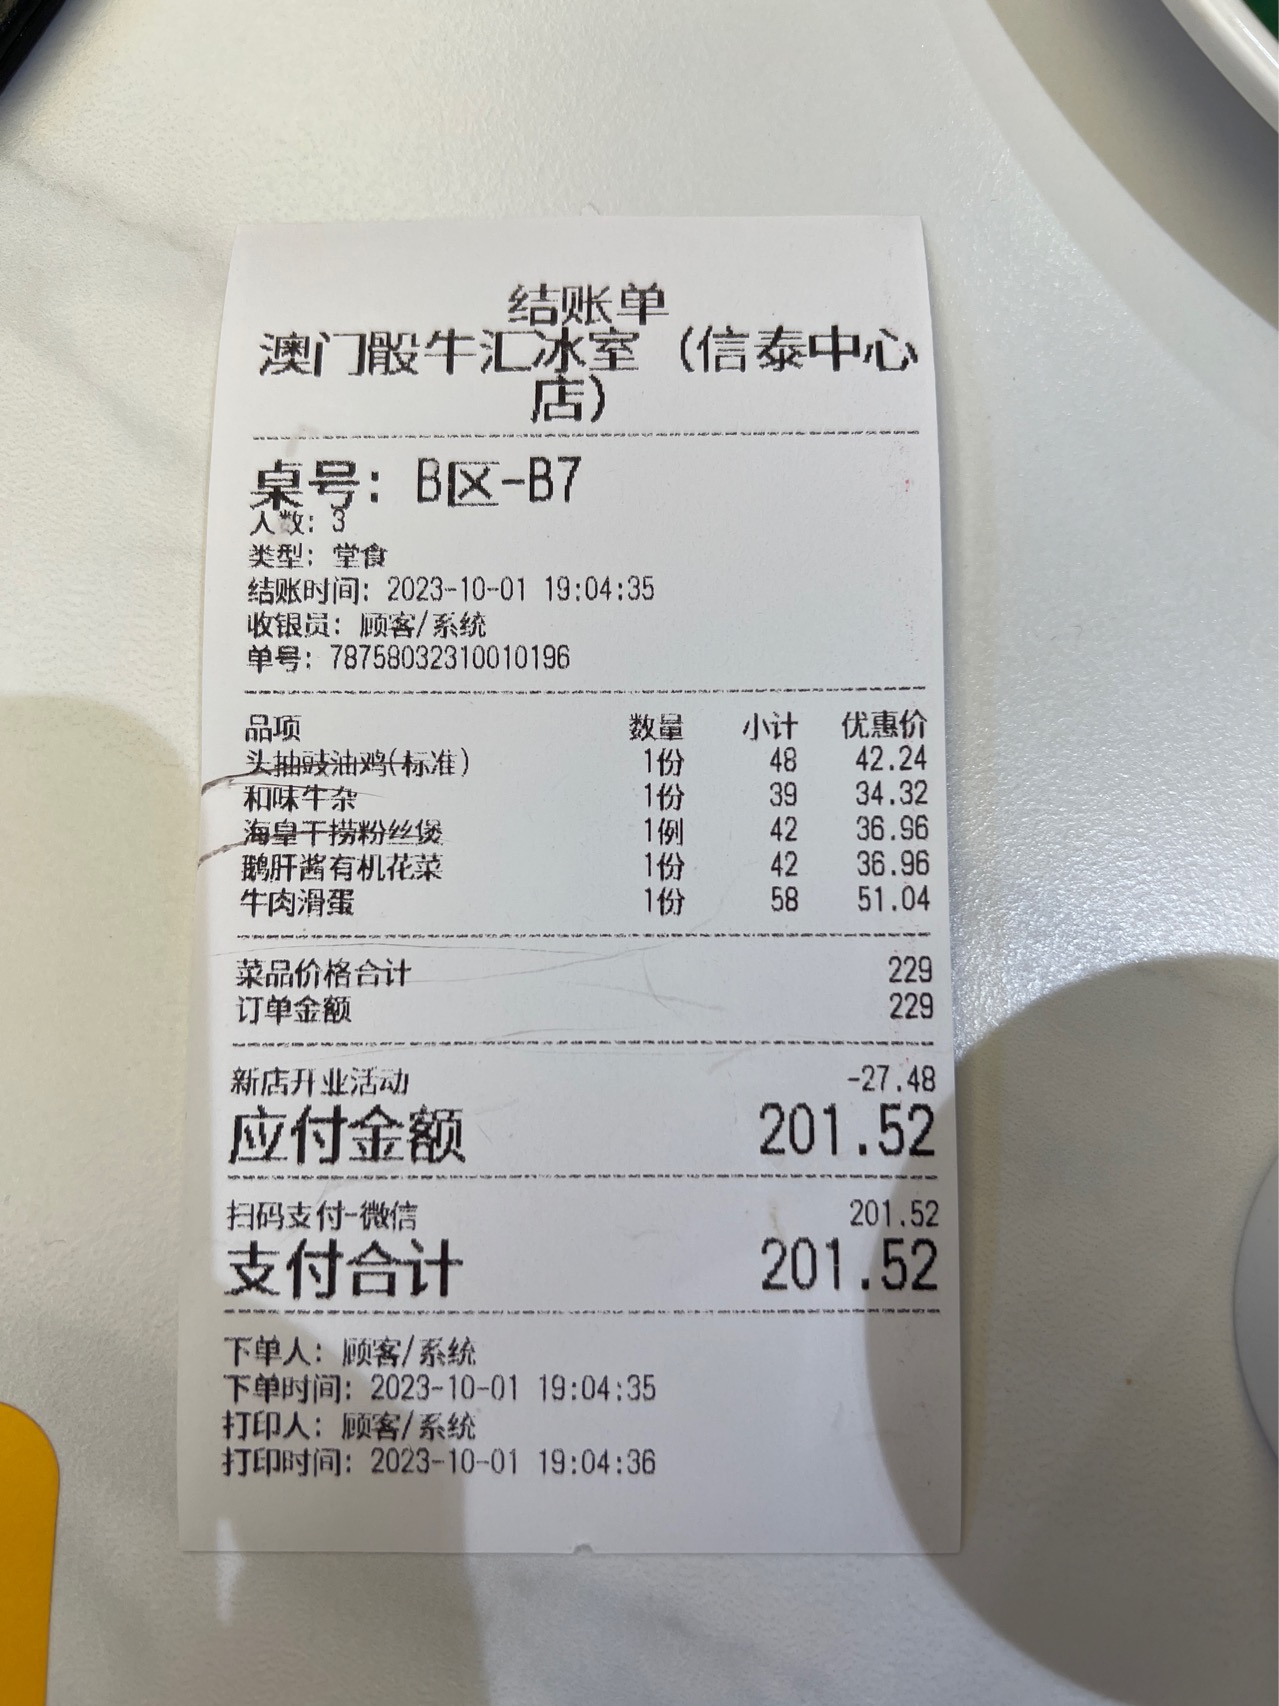 结账单
澳门骰牛汇冰室（信泰中心
店）
桌号：B区-B7
人数：3
类型：堂食
结账时间：2023-10-01 19:04:35
收银员：顾客/系统
单号：78758032310010196
品项 数量 小计 优惠价
头抽豉油鸡(标准) 1份 48 42.24
和味牛杂 1份 39 34.32
海皇干捞粉丝煲 1例 42 36.96
鹅肝酱有机花菜 1份 42 36.96
牛肉滑蛋 1份 58 51.04
菜品价格合计 229
订单金额 229
新店开业活动 -27.48
应付金额 201.52
扫码支付-微信 201.52
支付合计 201.52
下单人：顾客/系统
下单时间：2023-10-01 19:04:35
打印人：顾客/系统
打印时间：2023-10-01 19:04:36